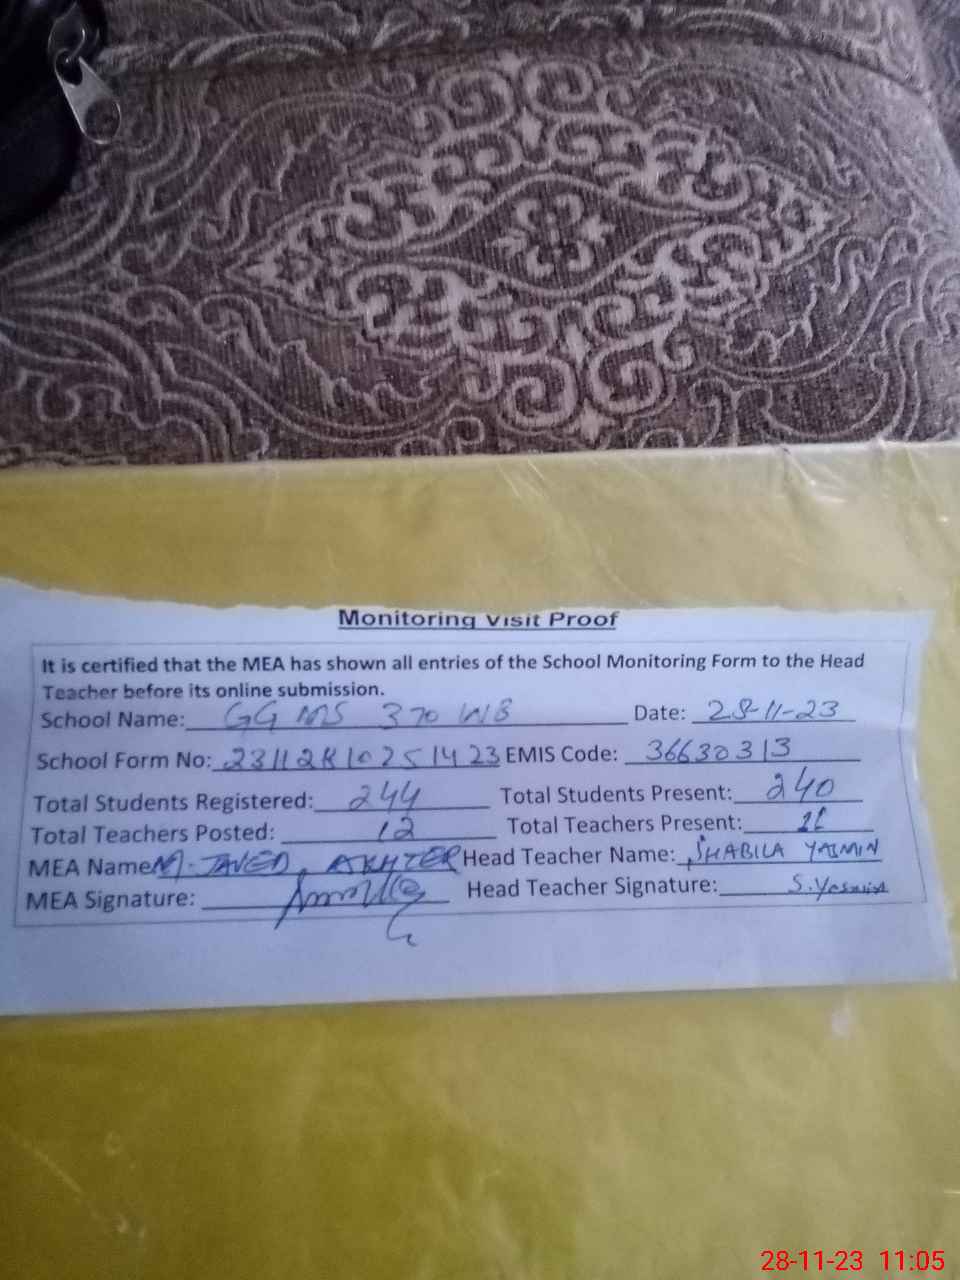 Monitoring Visit Proof
It is certified that the MEA has shown all entries of the School Monitoring Form to the Head
Teacher before its online submission.
School Name: GGMS 370 WB Date: 28-11-23
School Form No: 23112810251423 EMIS Code: 36630313
Total Students Registered: 244 Total Students Present: 240
Total Teachers Posted: 12 Total Teachers Present: 11
MEA Name M. JAVED, AKHTER Head Teacher Name: SHABILA YASMIN
MEA Signature: Head Teacher Signature: S. Yasmin
28-11-23 11:05